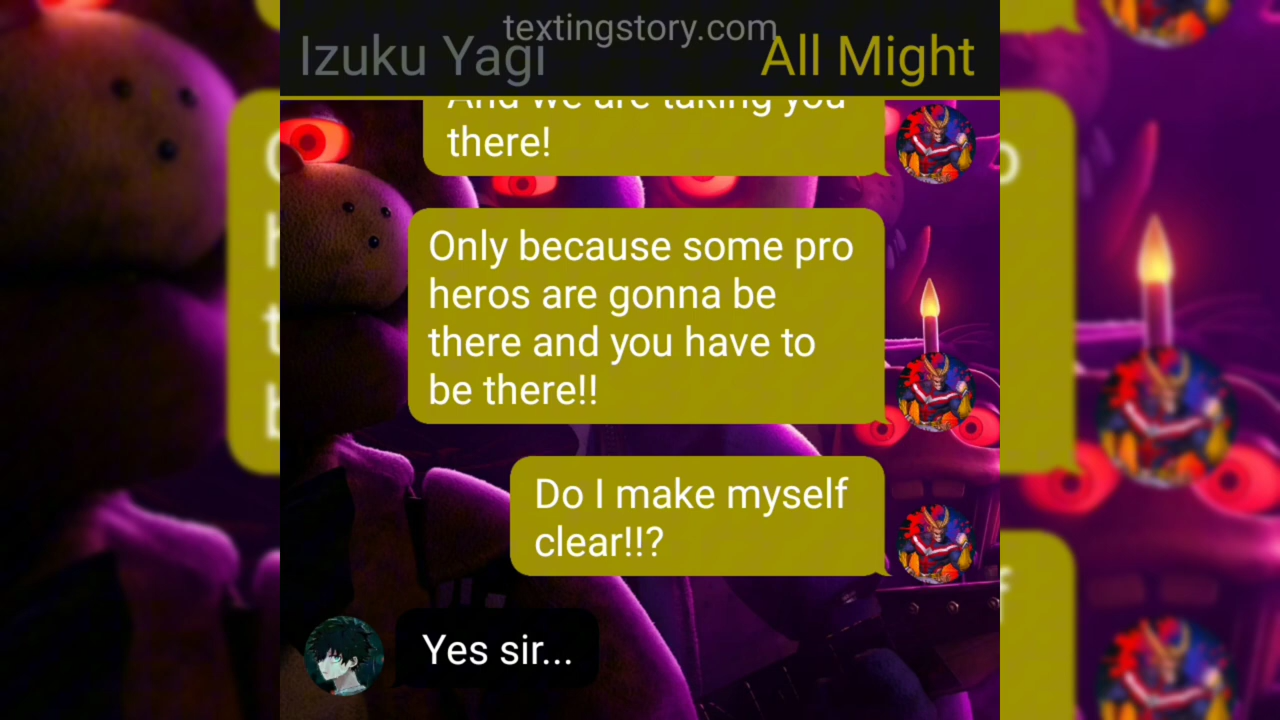 textingstory.com
Izuku Yagi
All Might
And we are taking you
there!
Only because some pro
heros are gonna be
there and you have to
be there!!
Do I make myself
clear!!?
Yes sir...